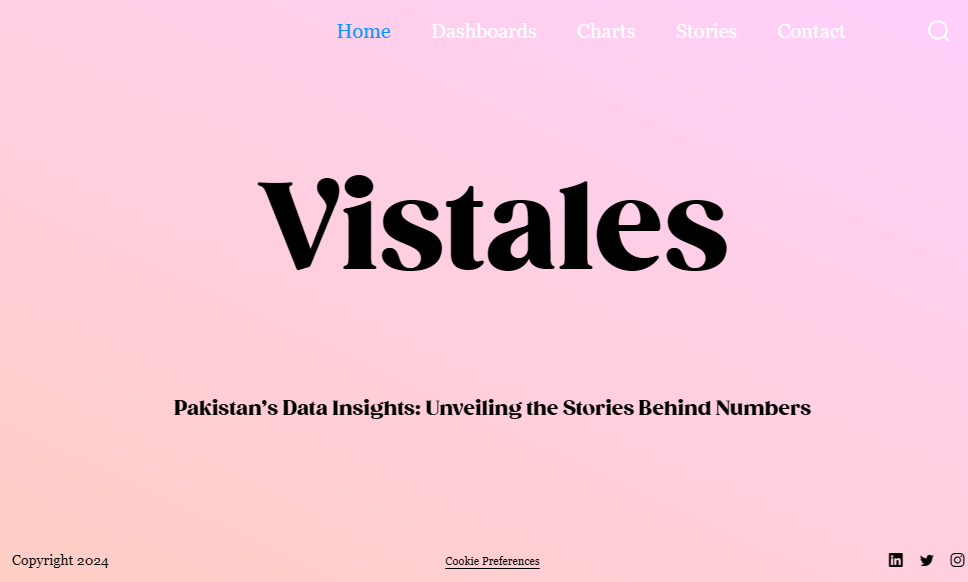 Home Dashboards Charts Stories Contact
Vistales
Pakistan’s Data Insights: Unveiling the Stories Behind Numbers
Copyright 2024 Cookie Preferences